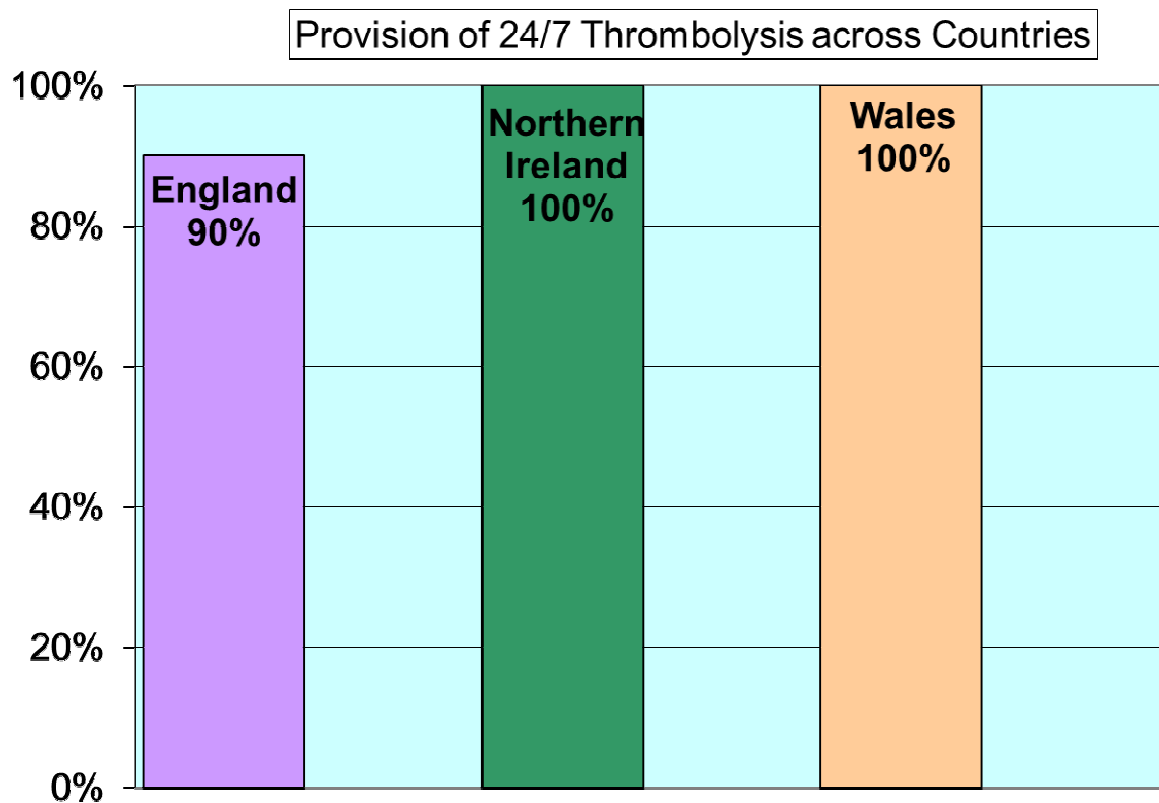 Provision of 24/7 Thrombolysis across Countries
100%
80%
60%
40%
20%
0%
England
90%
Northern
Ireland
100%
Wales
100%